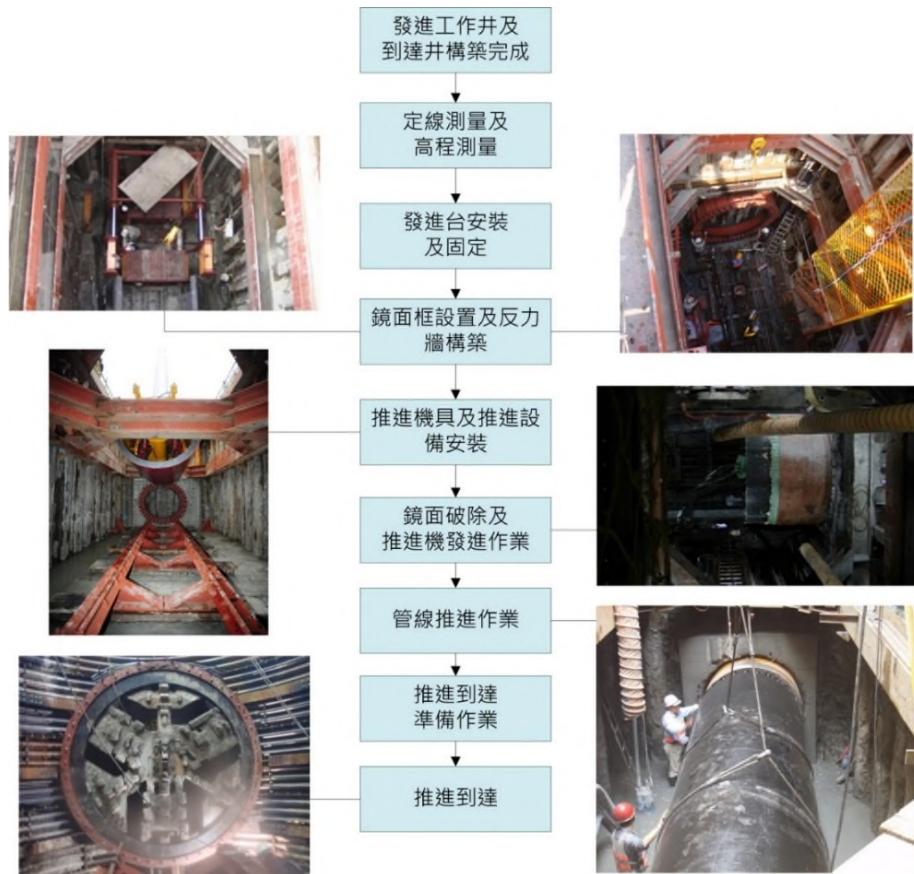 發進工作井及
到達井構築完成
定線測量及
高程測量
發進台安裝
及固定
鏡面框設置及反力
牆構築
推進機具及推進設
備安裝
鏡面破除及
推進機發進作業
管線推進作業
推進到達
準備作業
推進到達